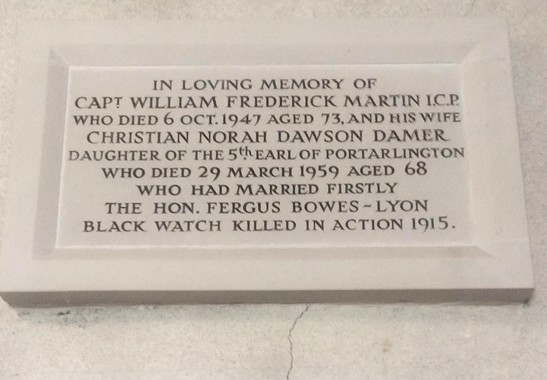 IN LOVING MEMORY OF
CAPT WILLIAM FREDERICK MARTIN I.C.P.
WHO DIED 6 OCT. 1947 AGED 73, AND HIS WIFE
CHRISTIAN NORAH DAWSON DAMER
DAUGHTER OF THE 5th EARL OF PORTARLINGTON
WHO DIED 29 MARCH 1959 AGED 68
WHO HAD MARRIED FIRSTLY
THE HON. FERGUS BOWES-LYON
BLACK WATCH KILLED IN ACTION 1915.